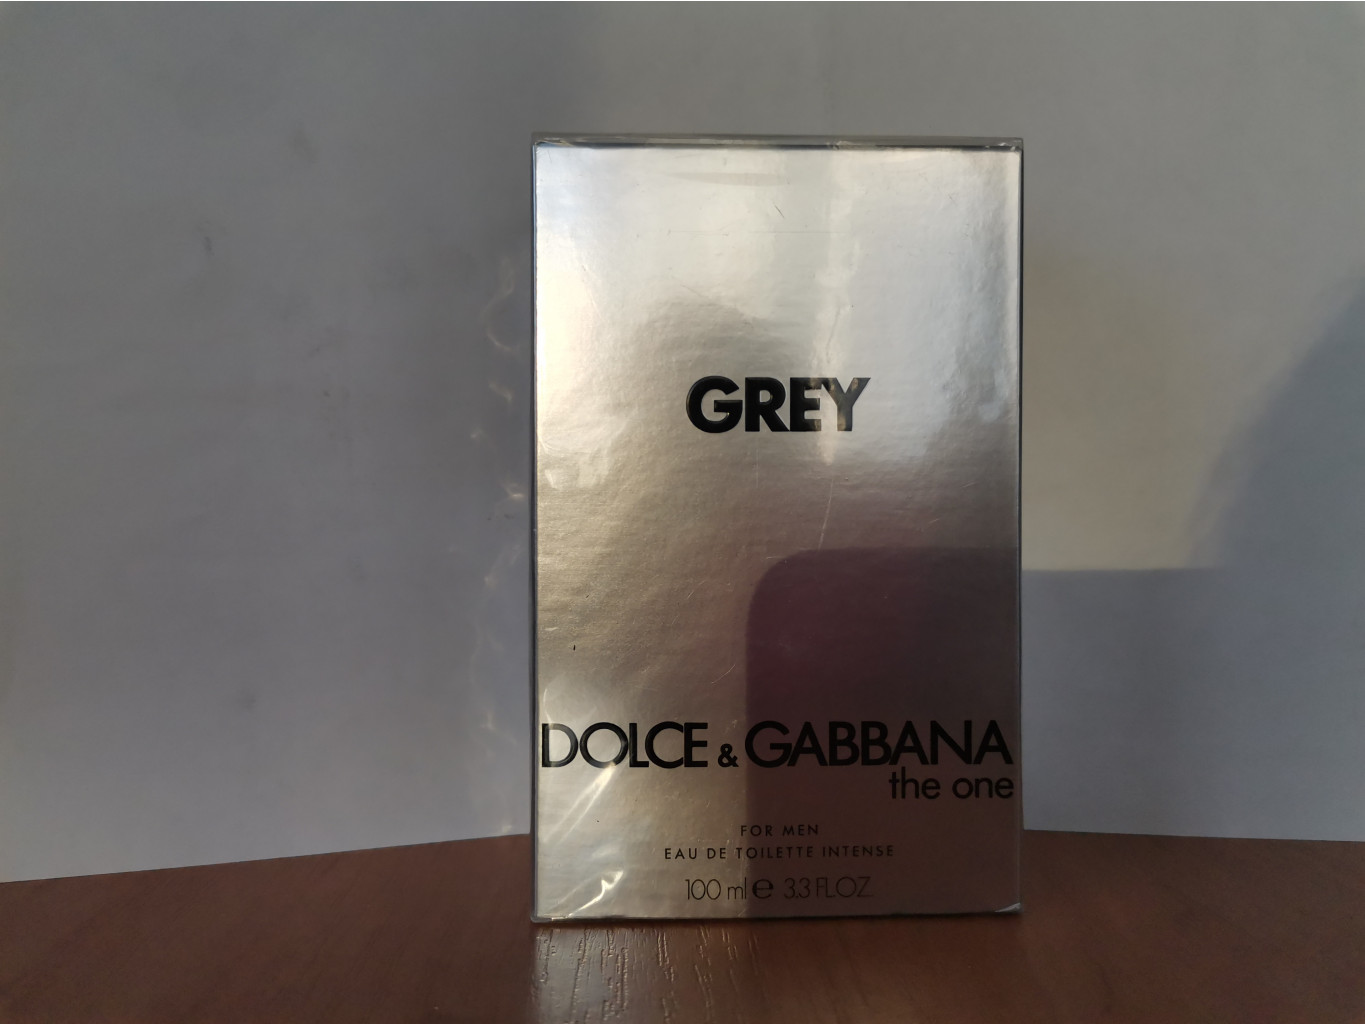 GREY
DOLCE & GABBANA
the one
FOR MEN
EAU DE TOILETTE INTENSE
100 ml e 3.3 FL.OZ.